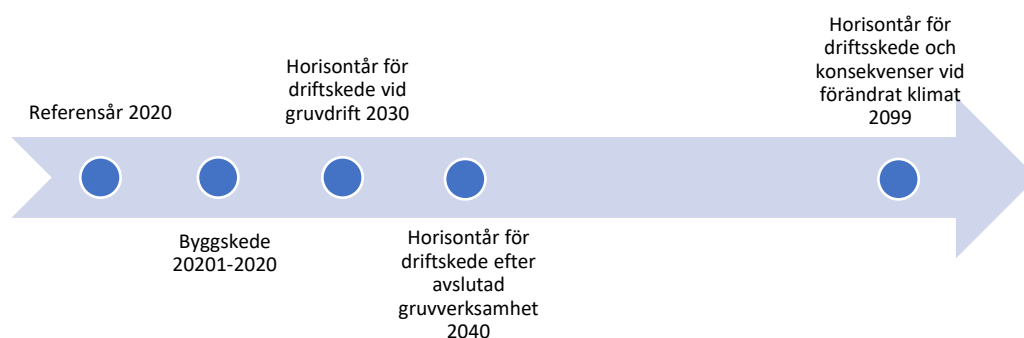 Referensår 2020
Byggskede
20201-2020
Horisontår för
driftskede vid
gruvdrift 2030
Horisontår för
driftskede efter
avslutad
gruvverksamhet
2040
Horisontår för
driftsskede och
konsekvenser vid
förändrat klimat
2099